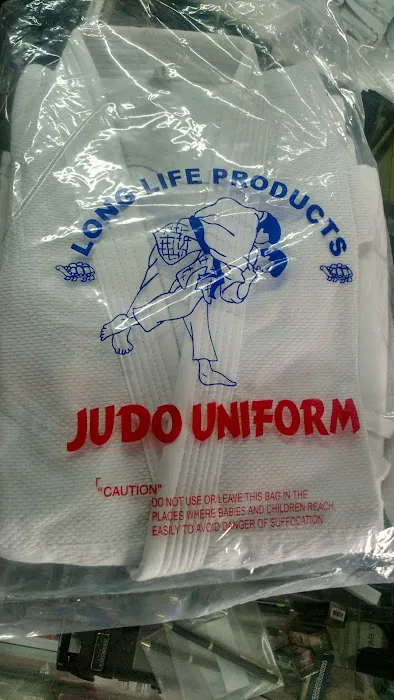 LONG LIFE PRODUCTS
JUDO UNIFORM
「"CAUTION"
DO NOT USE OR LEAVE THIS BAG IN THE
PLACES WHERE BABIES AND CHILDREN REACH
EASILY TO AVOID DANGER OF SUFFOCATION